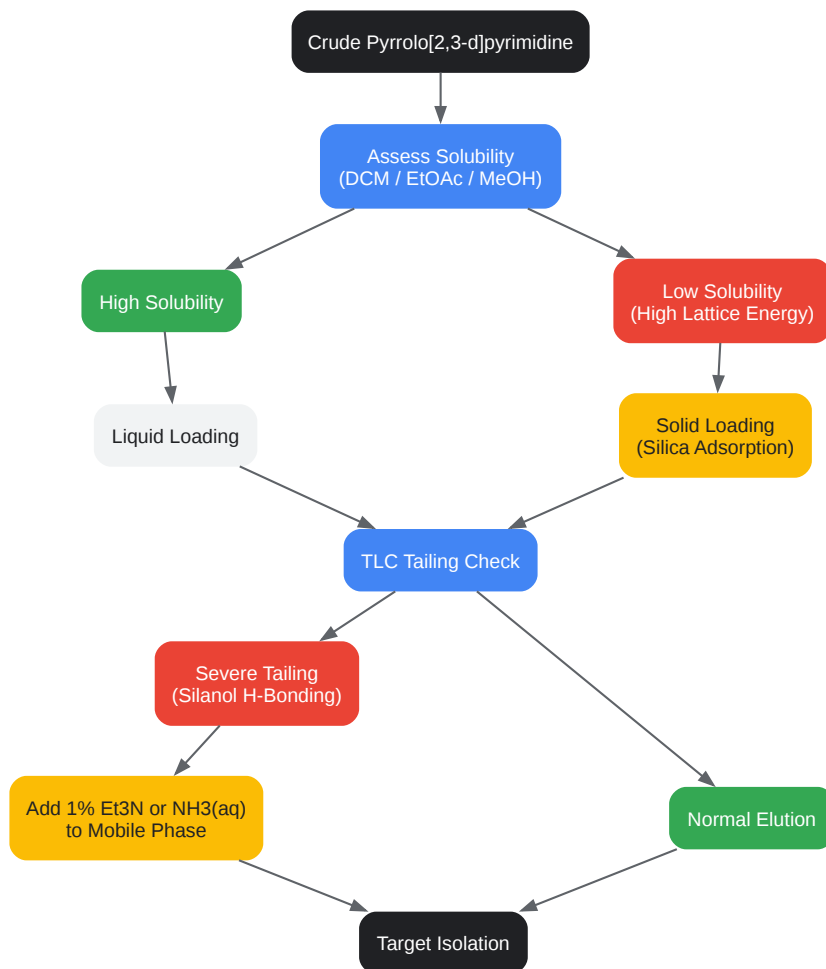 Crude Pyrrolo[2,3-d]pyrimidine
Assess Solubility
(DCM / EtOAc / MeOH)
High Solubility
Low Solubility
(High Lattice Energy)
Liquid Loading
Solid Loading
(Silica Adsorption)
TLC Tailing Check
Severe Tailing
(Silanol H-Bonding)
Add 1% Et3N or NH3(aq)
to Mobile Phase
Normal Elution
Target Isolation